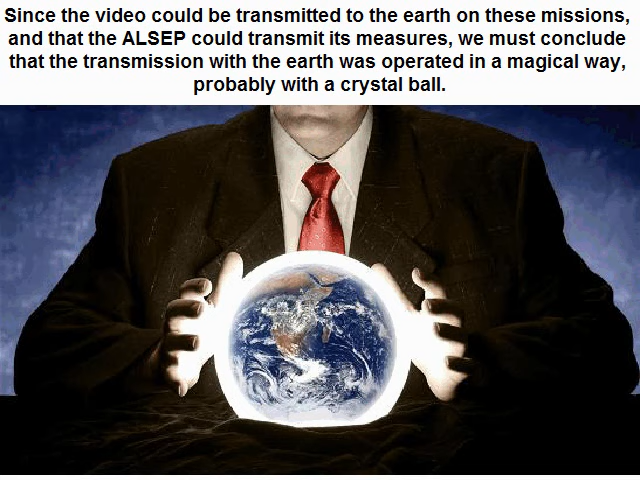 Since the video could be transmitted to the earth on these missions,
and that the ALSEP could transmit its measures, we must conclude
that the transmission with the earth was operated in a magical way,
probably with a crystal ball.